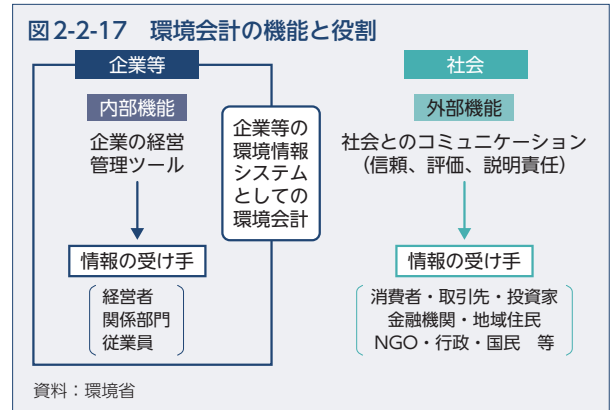 図2-2-17 環境会計の機能と役割
企業等
内部機能
企業の経営
管理ツール
情報の受け手
経営者
関係部門
従業員
企業等の
環境情報
システム
としての
環境会計
社会
外部機能
社会とのコミュニケーション
(信頼、評価、説明責任)
情報の受け手
消費者・取引先・投資家
金融機関・地域住民
NGO・行政・国民 等
資料：環境省